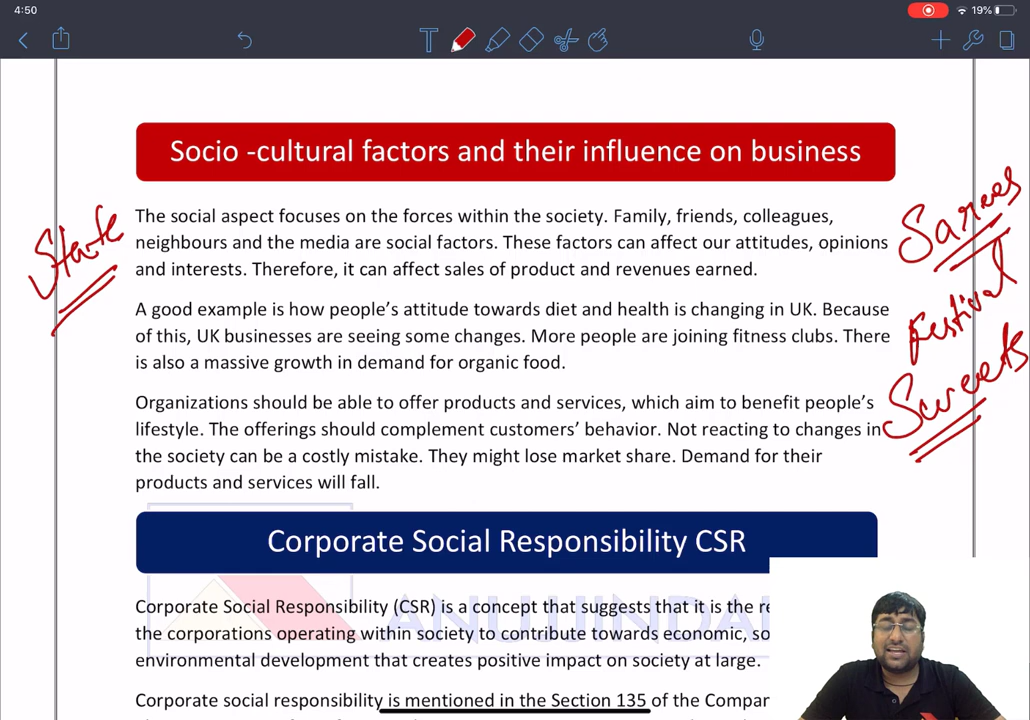 4:50
19%
T
Socio -cultural factors and their influence on business
The social aspect focuses on the forces within the society. Family, friends, colleagues,
neighbours and the media are social factors. These factors can affect our attitudes, opinions
and interests. Therefore, it can affect sales of product and revenues earned.
A good example is how people's attitude towards diet and health is changing in UK. Because
of this, UK businesses are seeing some changes. More people are joining fitness clubs. There
is also a massive growth in demand for organic food.
Organizations should be able to offer products and services, which aim to benefit people's
lifestyle. The offerings should complement customers' behavior. Not reacting to changes in
the society can be a costly mistake. They might lose market share. Demand for their
products and services will fall.
Sarees
Festival
Sweets
Corporate Social Responsibility CSR
ANUJJINDAL
Corporate Social Responsibility (CSR) is a concept that suggests that it is the re
the corporations operating within society to contribute towards economic, so
environmental development that creates positive impact on society at large.
Corporate social responsibility is mentioned in the Section 135 of the Compan